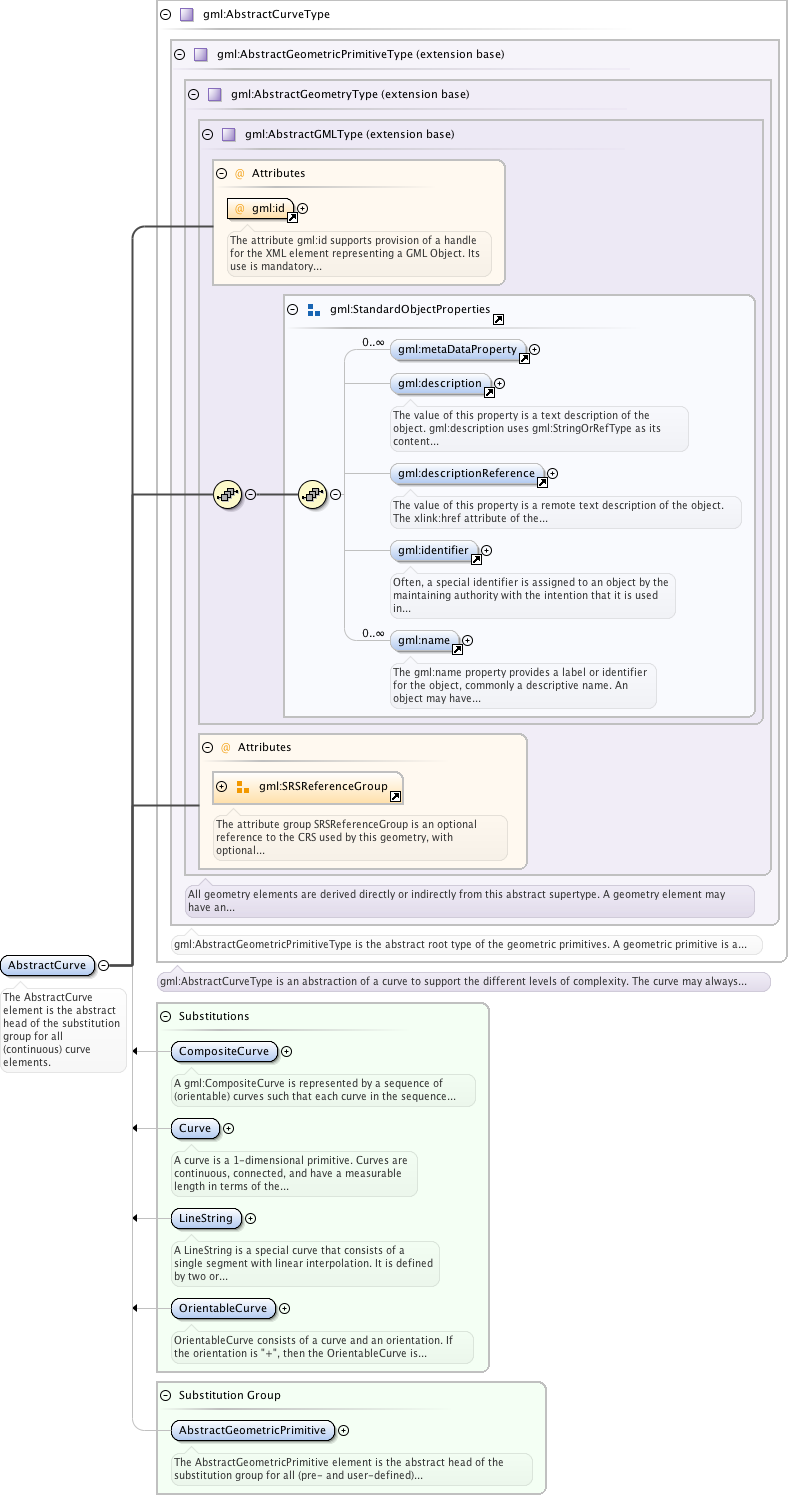 gml:AbstractCurveType
gml:AbstractGeometricPrimitiveType (extension base)
gml:AbstractGeometryType (extension base)
gml:AbstractGMLType (extension base)
@ Attributes
@ gml:id
The attribute gml:id supports provision of a handle
for the XML element representing a GML Object. Its
use is mandatory...
gml:StandardObjectProperties
0..∞
gml:metaDataProperty
gml:description
The value of this property is a text description of the
object. gml:description uses gml:StringOrRefType as its
content...
gml:descriptionReference
The value of this property is a remote text description of the object.
The xlink:href attribute of the...
gml:identifier
Often, a special identifier is assigned to an object by the
maintaining authority with the intention that it is used
in...
0..∞
gml:name
The gml:name property provides a label or identifier
for the object, commonly a descriptive name. An
object may have...
@ Attributes
gml:SRSReferenceGroup
The attribute group SRSReferenceGroup is an optional
reference to the CRS used by this geometry, with
optional...
All geometry elements are derived directly or indirectly from this abstract supertype. A geometry element may
have an...
gml:AbstractGeometricPrimitiveType is the abstract root type of the geometric primitives. A geometric primitive is a...
AbstractCurve
gml:AbstractCurveType is an abstraction of a curve to support the different levels of complexity. The curve may always...
The AbstractCurve
element is the abstract
head of the substitution
group for all
(continuous) curve
elements.
Substitutions
CompositeCurve
A gml:CompositeCurve is represented by a sequence of
(orientable) curves such that each curve in the sequence...
Curve
A curve is a 1-dimensional primitive. Curves are
continuous, connected, and have a measurable
length in terms of the...
LineString
A LineString is a special curve that consists of a
single segment with linear interpolation. It is defined
by two or...
OrientableCurve
OrientableCurve consists of a curve and an orientation. If
the orientation is "+", then the OrientableCurve is...
Substitution Group
AbstractGeometricPrimitive
The AbstractGeometricPrimitive element is the abstract head of the
substitution group for all (pre- and user-defined)...